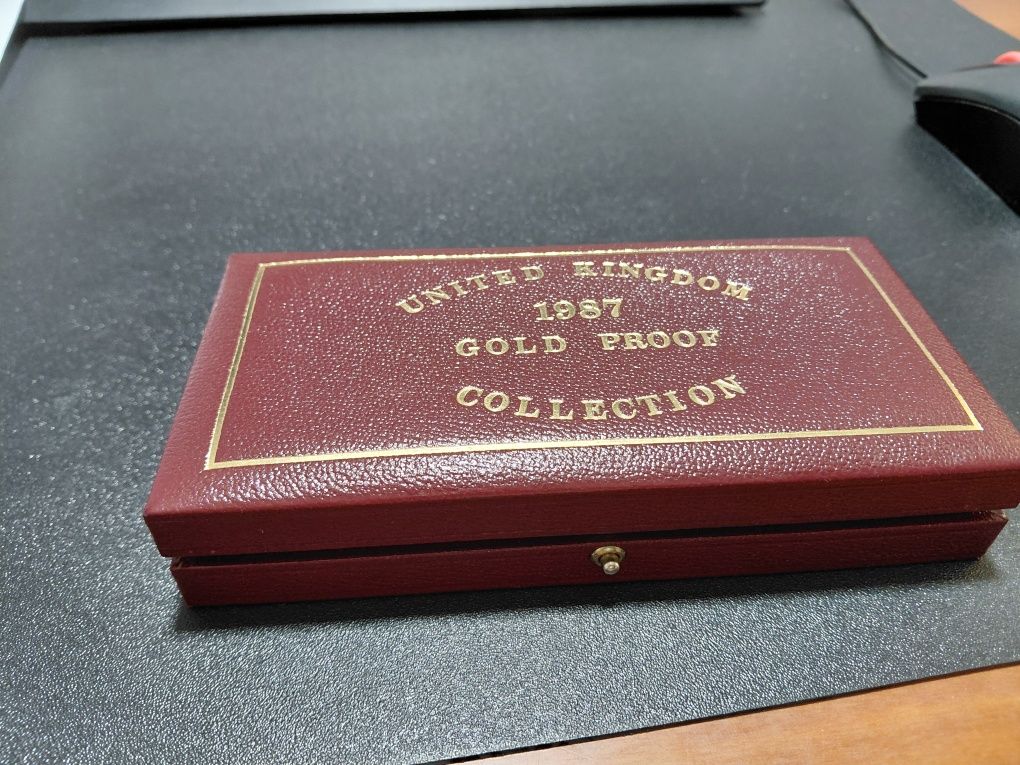 UNITED KINGDOM
1987
GOLD PROOF
COLLECTION